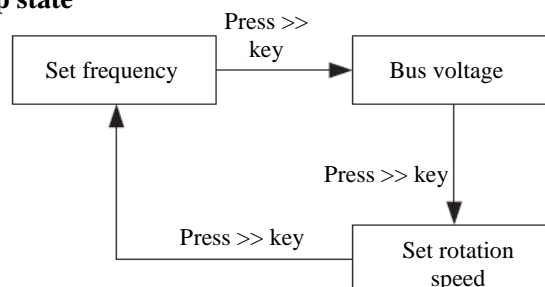 p state
Press >>
key
Set frequency
Bus voltage
Press >> key
Press >> key
Set rotation
speed